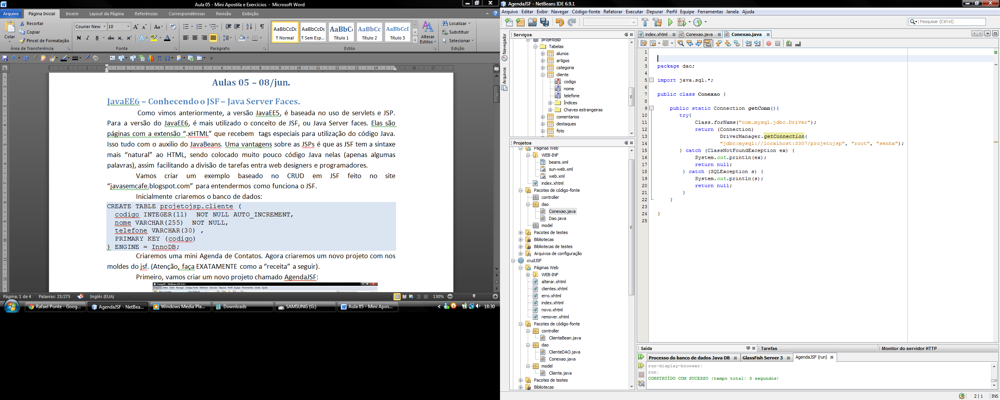 Aula 05 - Mini Apostila e Exercícios - Microsoft Word
Arquivo Página Inicial Inserir Layout da Página Referências Correspondências Revisão Exibição
Colar
Recortar
Copiar
Pincel de Formatação
Área de Transferência
Courier New 10
Fonte
Parágrafo
AaBbCcDc AaBbCcDc AaBbC AaBbCc AaBbCcI
¶ Normal ¶ Sem Esp... Título 1 Título 2 Título 3
Alterar Estilos
Estilo
Localizar
Substituir
Selecionar
Edição
Aulas 05 – 08/jun.
JavaEE6 – Conhecendo o JSF – Java Server Faces.
Como vimos anteriormente, a versão JavaEE5, é baseada no uso de servlets e JSP.
Para a versão do JavaEE6, é mais utilizado o conceito de JSF, ou Java Server faces. Elas são
páginas com a extensão “.xHTML” que recebem tags especiais para utilização do código Java.
Isso tudo com o auxilio do JavaBeans. Uma vantagens sobre as JSPs é que as JSF tem a sintaxe
mais “natural” ao HTML, sendo colocado muito pouco código Java nelas (apenas algumas
palavras), assim facilitando a divisão de tarefas entra web designers e programadores.
Vamos criar um exemplo baseado no CRUD em JSF feito no site
“javasemcafe.blogspot.com” para entendermos como funciona o JSF.
Inicialmente criaremos o banco de dados:
CREATE TABLE projetojsp.cliente (
codigo INTEGER(11) NOT NULL AUTO_INCREMENT,
nome VARCHAR(255) NOT NULL,
telefone VARCHAR(30) ,
PRIMARY KEY (codigo)
) ENGINE = InnoDB;
Criaremos uma mini Agenda de Contatos. Agora criaremos um novo projeto com nos
moldes do jsf. (Atenção, faça EXATAMENTE como a “receita” a seguir).
Primeiro, vamos criar um novo projeto chamado AgendaJSF:
Página: 1 de 4 Palavras: 23/275 Inglês (EUA) 130%
Rafael Ponte - Goog... AgendaJSF - NetBea... Windows Media Pla... Downloads SAMSUNG (G:) Aula 05 - Mini Apos... 18:30
AgendaJSF - NetBeans IDE 6.9.1
Arquivo Editar Exibir Navegar Código-fonte Refatorar Executar Depurar Perfil Equipe Ferramentas Janela Ajuda
Pesquisar (Ctrl+I)
Navegador
Arquivos
Serviços
projetojsp
Tabelas
alunos
artigos
categoria
cliente
codigo
nome
telefone
Índices
Chaves estrangeiras
comentarios
destaques
foto
Projetos
Páginas Web
WEB-INF
beans.xml
sun-web.xml
web.xml
index.xhtml
Pacotes de código-fonte
controller
dao
Conexao.java
Dao.java
model
Pacotes de testes
Bibliotecas
Bibliotecas de testes
Arquivos de configuração
crudJSF
Páginas Web
WEB-INF
alterar.xhtml
clientes.xhtml
erro.xhtml
index.xhtml
novo.xhtml
remover.xhtml
Pacotes de código-fonte
controller
ClienteBean.java
dao
ClienteDAO.java
Conexao.java
model
Cliente.java
Pacotes de testes
Bibliotecas
index.xhtml Conexao.java Conexao.java
1
2
3 package dao;
4
5 import java.sql.*;
6
7 public class Conexao {
8
9 public static Connection getConn(){
10 try{
11 Class.forName("com.mysql.jdbc.Driver");
12 return (Connection)
13 DriverManager.getConnection(
14 "jdbc:mysql://localhost:3307/projetojsp", "root", "senha");
15 } catch (ClassNotFoundException ex) {
16 System.out.println(ex);
17 return null;
18 } catch (SQLException s) {
19 System.out.println(s);
20 return null;
21 }
22 }
23
24 }
25
Saída Tarefas Monitor do servidor HTTP
Processo do banco de dados Java DB GlassFish Server 3 AgendaJSF (run)
run-display-browser:
run:
CONSTRUÍDO COM SUCESSO (tempo total: 3 segundos)
2 | 1 INS